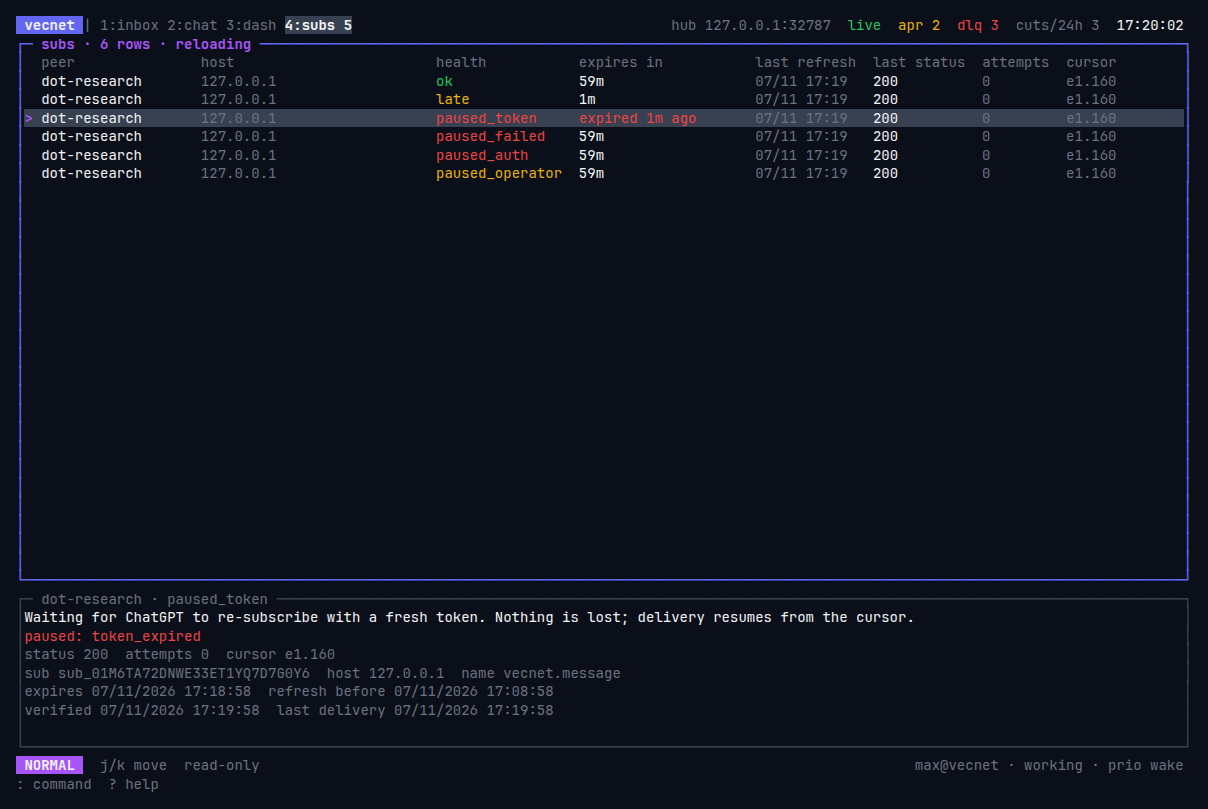 vecnet | 1:inbox 2:chat 3:dash 4:subs 5 hub 127.0.0.1:32787 live apr 2 dlq 3 cuts/24h 3 17:20:02
subs · 6 rows · reloading
peer host health expires in last refresh last status attempts cursor
dot-research 127.0.0.1 ok 59m 07/11 17:19 200 0 e1.160
dot-research 127.0.0.1 late 1m 07/11 17:19 200 0 e1.160
> dot-research 127.0.0.1 paused_token expired 1m ago 07/11 17:19 200 0 e1.160
dot-research 127.0.0.1 paused_failed 59m 07/11 17:19 200 0 e1.160
dot-research 127.0.0.1 paused_auth 59m 07/11 17:19 200 0 e1.160
dot-research 127.0.0.1 paused_operator 59m 07/11 17:19 200 0 e1.160
dot-research · paused_token
Waiting for ChatGPT to re-subscribe with a fresh token. Nothing is lost; delivery resumes from the cursor.
paused: token_expired
status 200 attempts 0 cursor e1.160
sub sub_01M6TA72DNWE33ET1YQ7D7G0Y6 host 127.0.0.1 name vecnet.message
expires 07/11/2026 17:18:58 refresh before 07/11/2026 17:08:58
verified 07/11/2026 17:19:58 last delivery 07/11/2026 17:19:58
NORMAL j/k move read-only max@vecnet · working · prio wake
: command ? help